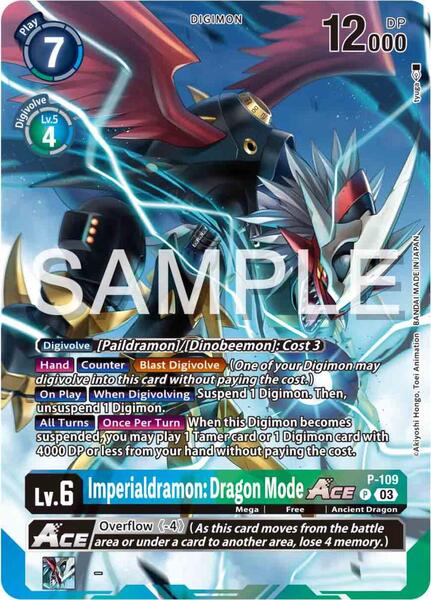 Play
7
DIGIMON
DP
12000
Digivolve
Lv.5
4
tyuga
SAMPLE
©Akiyoshi Hongo, Toei Animation BANDAI MADE IN JAPAN
Digivolve [Paildramon]/[Dinobeemon]: Cost 3
Hand Counter Blast Digivolve (One of your Digimon may
digivolve into this card without paying the cost.)
On Play When Digivolving Suspend 1 Digimon. Then,
unsuspend 1 Digimon.
All Turns Once Per Turn When this Digimon becomes
suspended, you may play 1 Tamer card or 1 Digimon card with
4000 DP or less from your hand without paying the cost.
P-109
Lv.6 Imperialdramon: Dragon Mode ACE P 03
Mega Free Ancient Dragon
ACE Overflow《-4》(As this card moves from the battle
area or under a card to another area, lose 4 memory.)
-